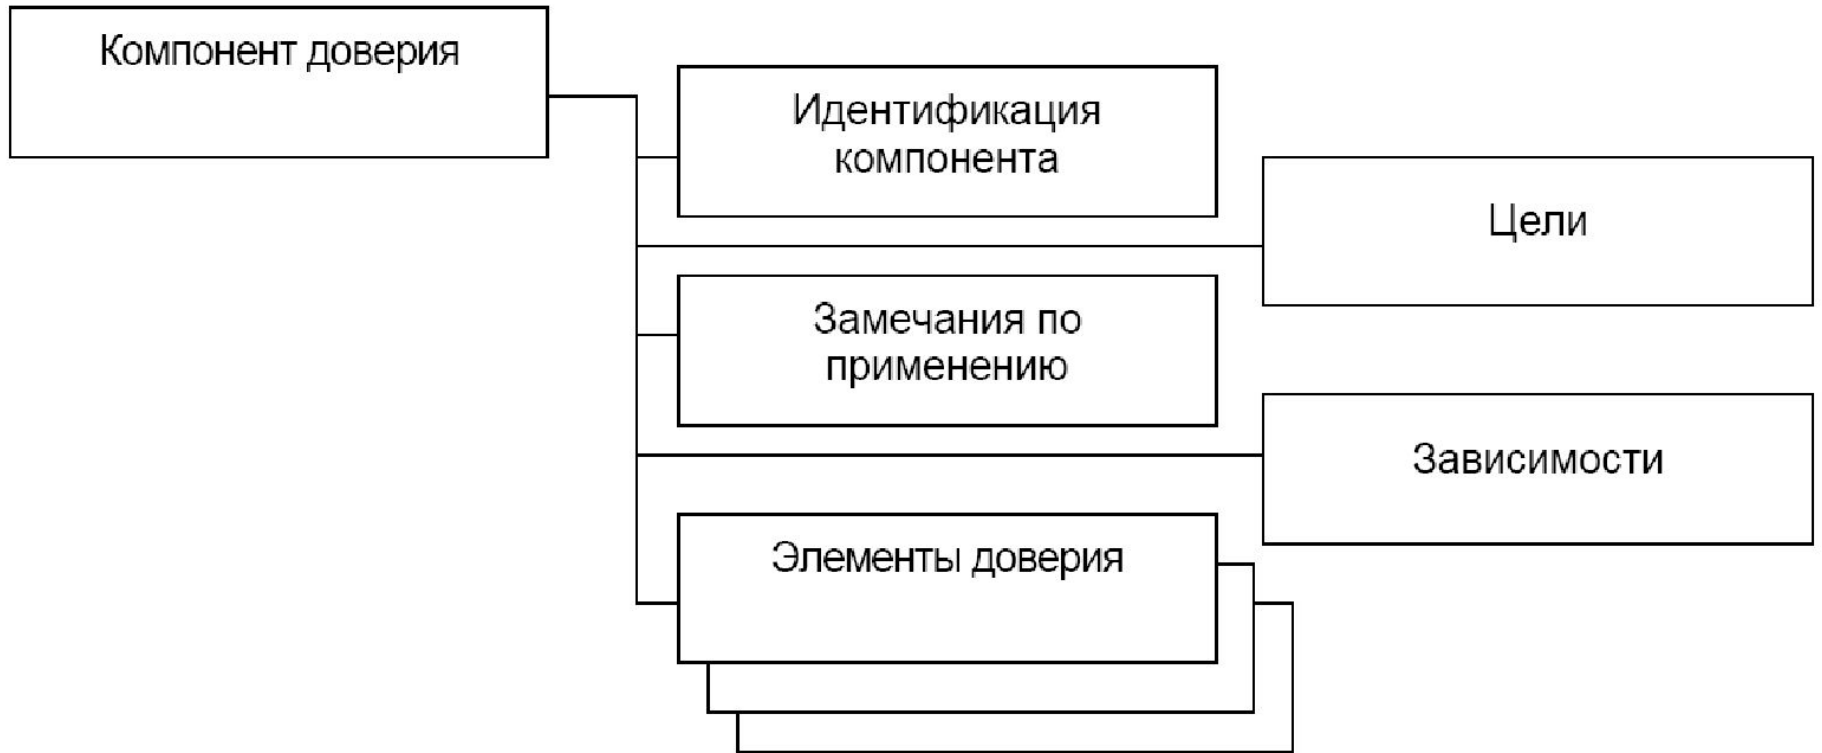 Компонент доверия
Идентификация
компонента
Цели
Замечания по
применению
Зависимости
Элементы доверия